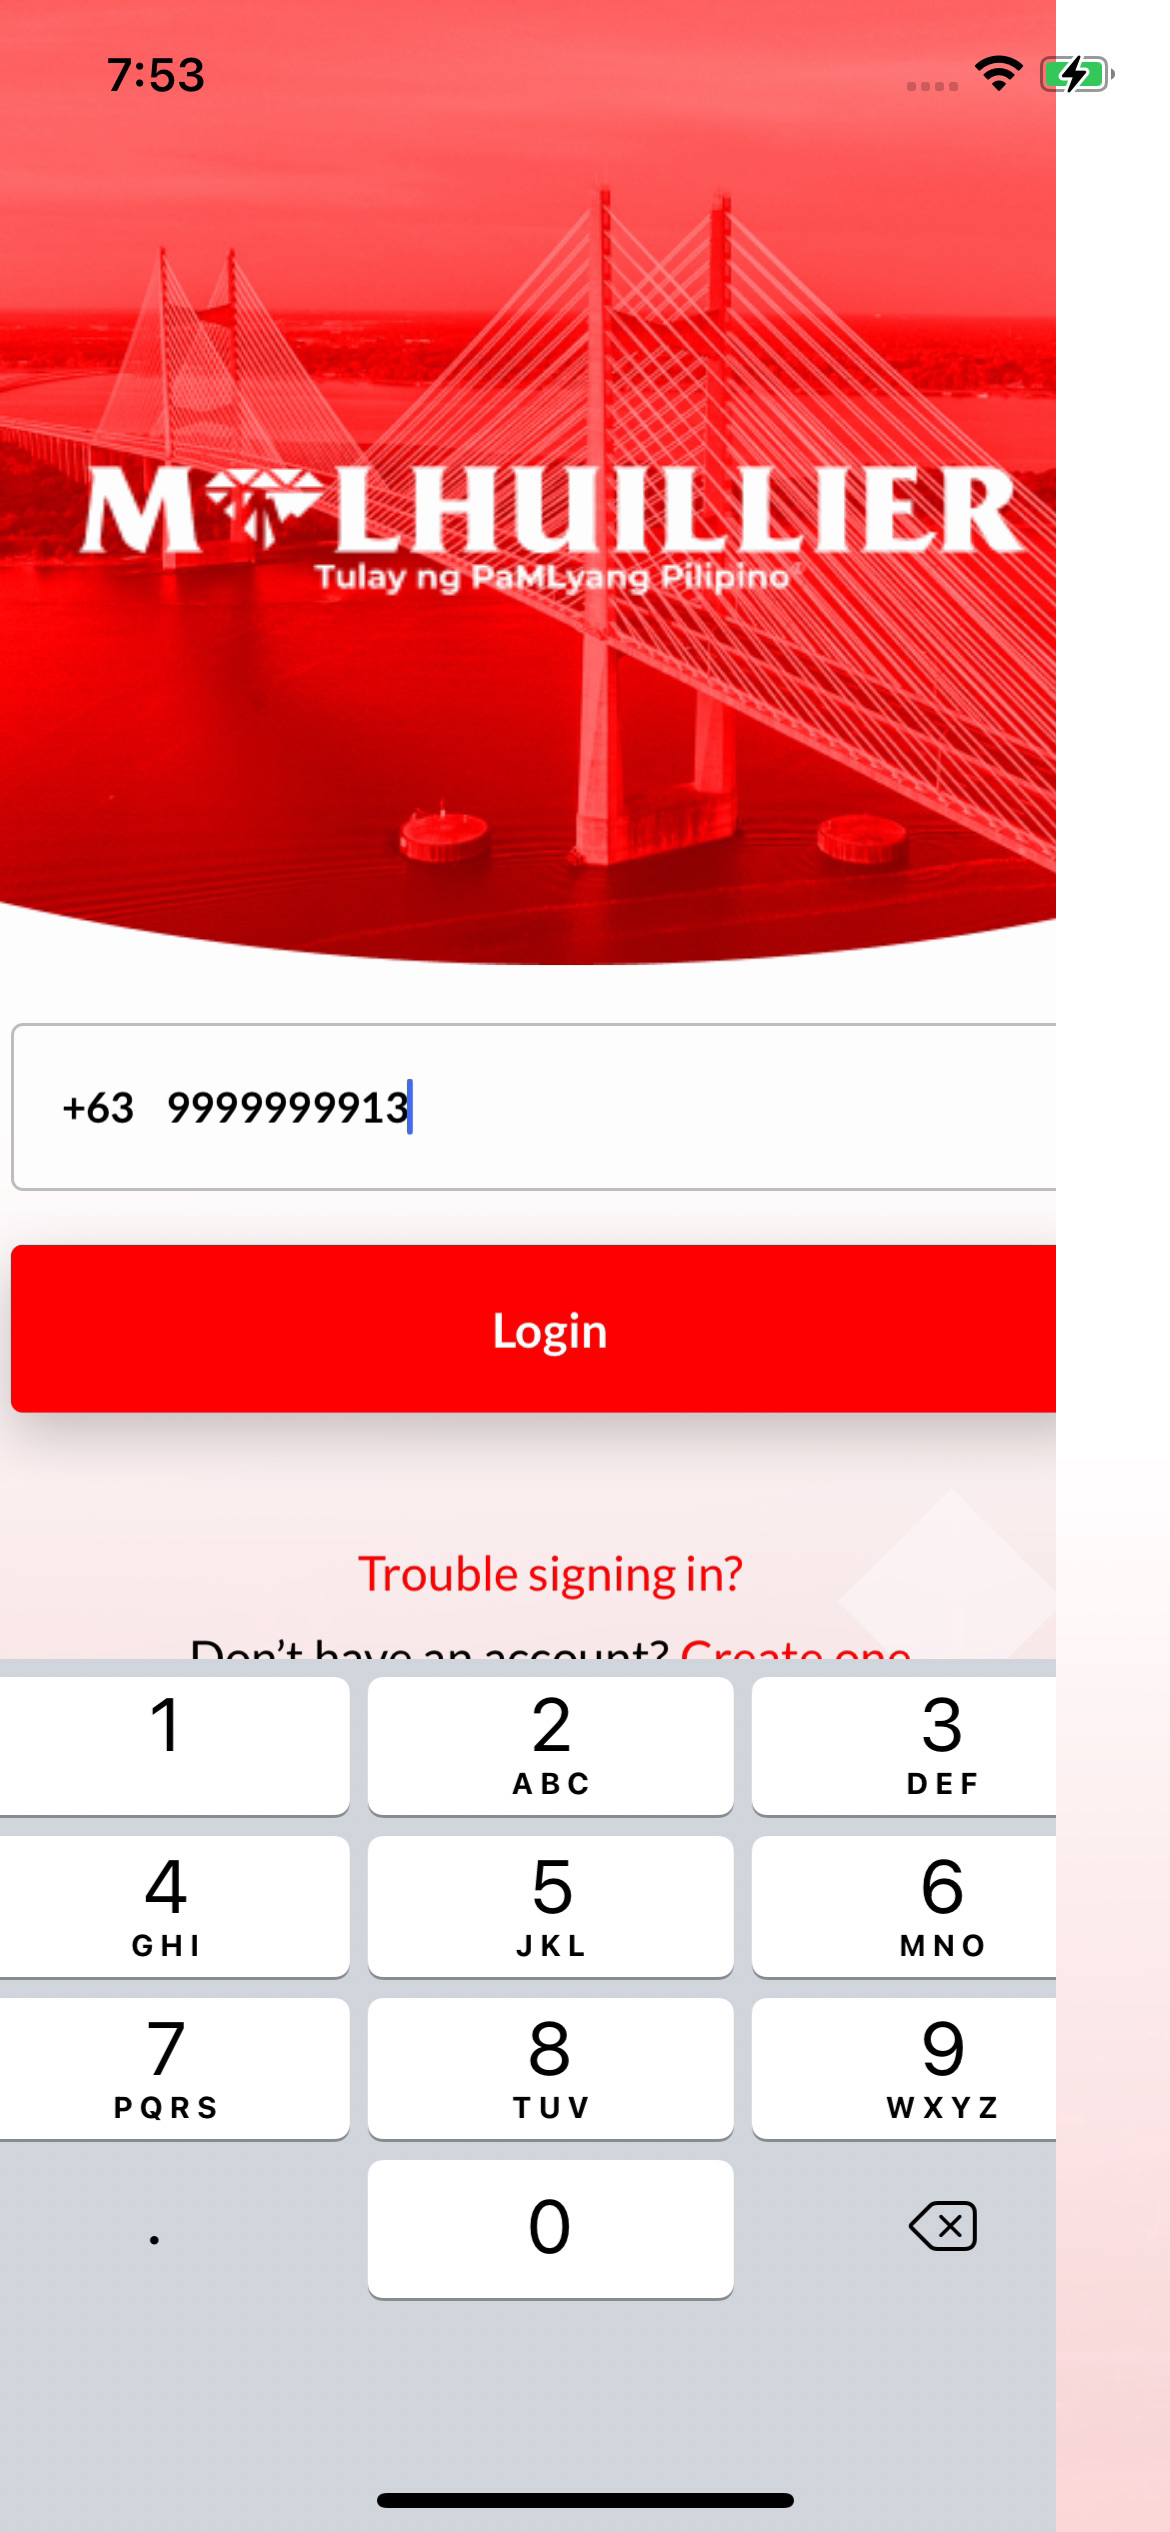 7:53
M LHUILLIER
Tulay ng PaMLyang Pilipino
+63 9999999913
Login
Trouble signing in?
Don't have an account? Create one
1
2
3
ABC
DEF
4
5
6
GHI
JKL
MNO
7
8
9
PQRS
TUV
WXYZ
.
0